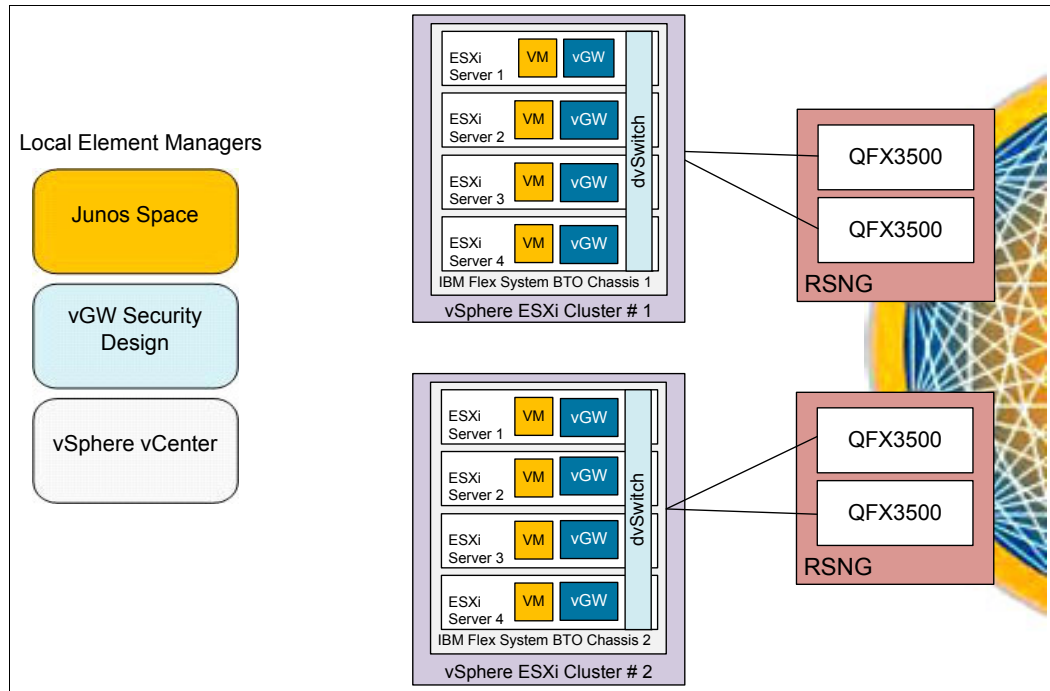 Local Element Managers
Junos Space
vGW Security
Design
vSphere vCenter
ESXi
Server 1
VM
vGW
ESXi
Server 2
VM
vGW
ESXi
Server 3
VM
vGW
ESXi
Server 4
VM
vGW
dvSwitch
IBM Flex System BTO Chassis 1
vSphere ESXi Cluster # 1
QFX3500
QFX3500
RSNG
ESXi
Server 1
VM
vGW
ESXi
Server 2
VM
vGW
ESXi
Server 3
VM
vGW
ESXi
Server 4
VM
vGW
dvSwitch
IBM Flex System BTO Chassis 2
vSphere ESXi Cluster # 2
QFX3500
QFX3500
RSNG